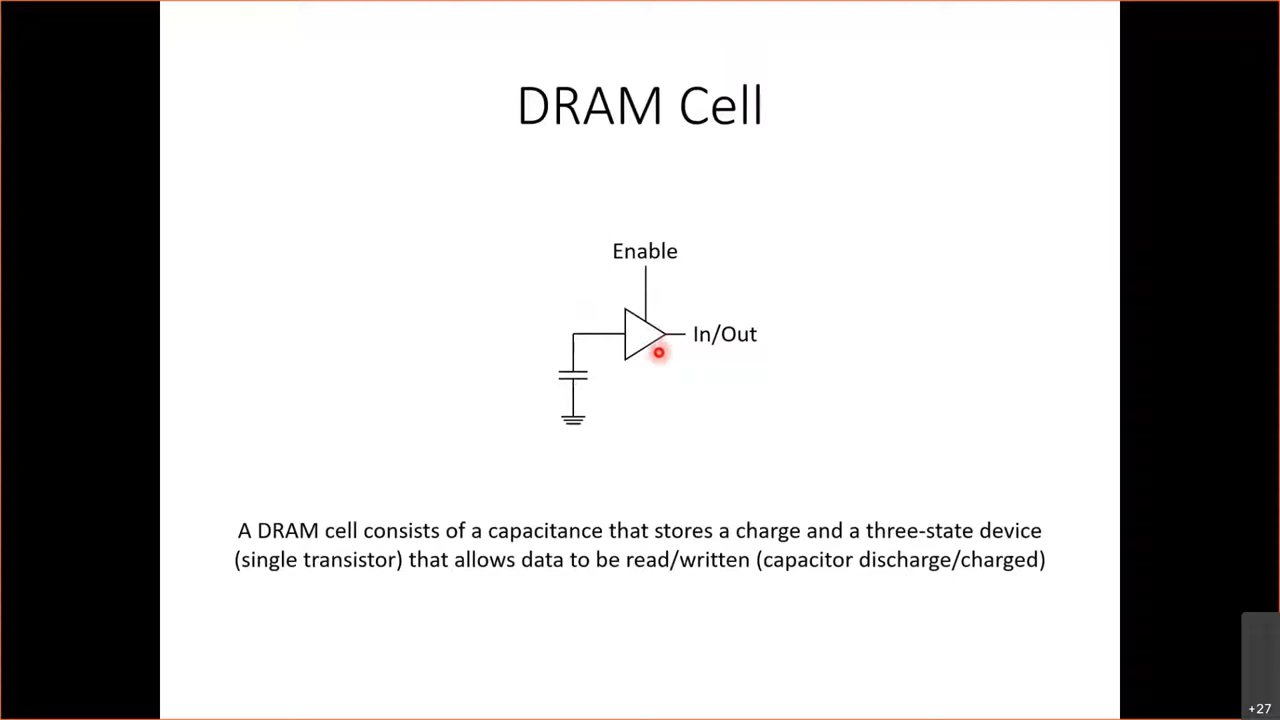 DRAM Cell
Enable
In/Out
A DRAM cell consists of a capacitance that stores a charge and a three-state device
(single transistor) that allows data to be read/written (capacitor discharge/charged)
+27